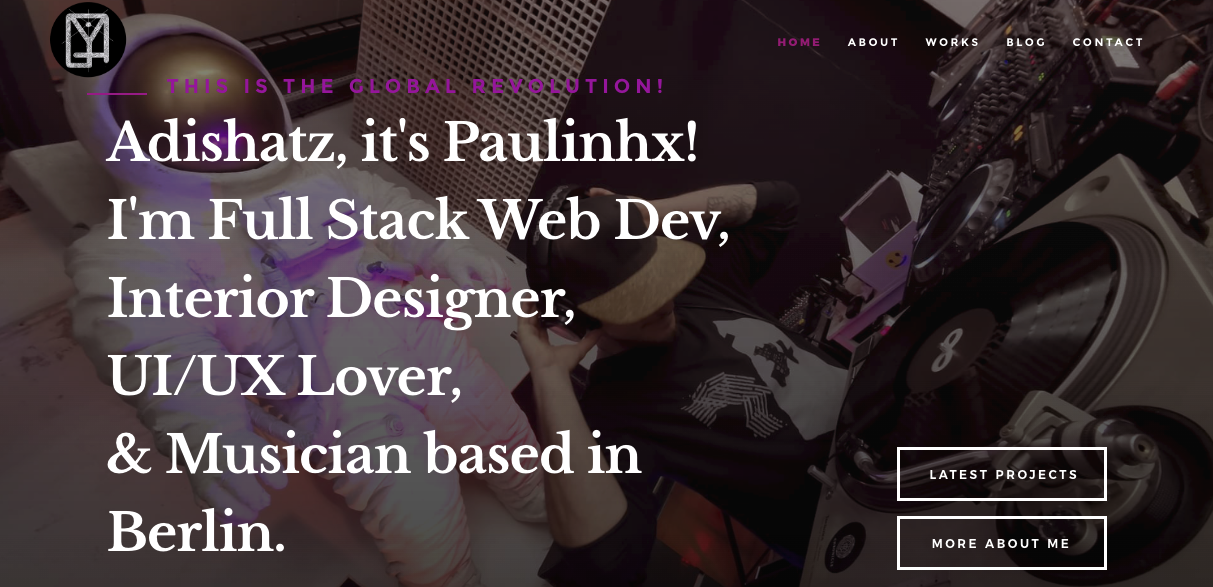 HOME ABOUT WORKS BLOG CONTACT
THIS IS THE GLOBAL REVOLUTION!
Adishatz, it's Paulinhx!
I'm Full Stack Web Dev,
Interior Designer,
UI/UX Lover,
& Musician based in
Berlin.
LATEST PROJECTS
MORE ABOUT ME